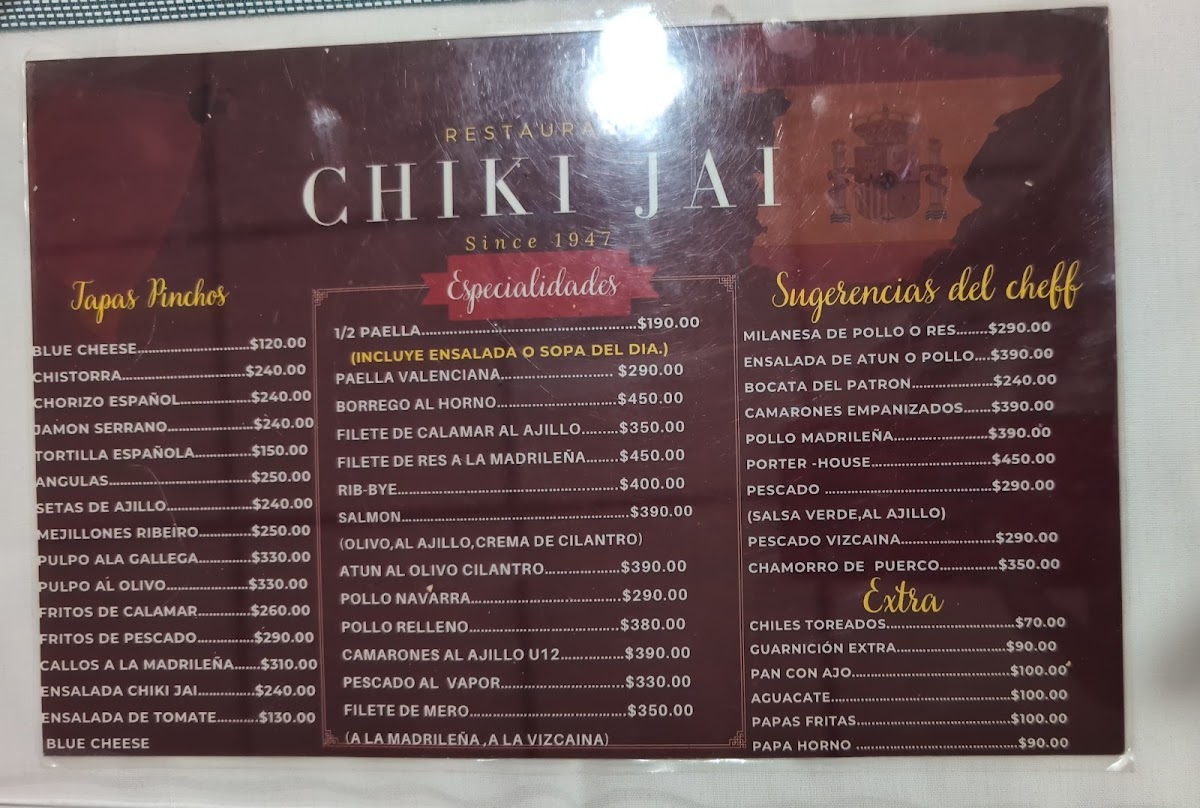 RESTAURA
CHIKI JAI
Since 1947
Tapas Pinchos
BLUE CHEESE..............................$120.00
CHISTORRA.................................$240.00
CHORIZO ESPAÑOL...................$240.00
JAMON SERRANO.......................$240.00
TORTILLA ESPAÑOLA..................$150.00
ANGULAS......................................$250.00
SETAS DE AJILLO.......................$240.00
MEJILLONES RIBEIRO..............$250.00
PULPO ALA GALLEGA..............$330.00
PULPO AL OLIVO......................$330.00
FRITOS DE CALAMAR..............$260.00
FRITOS DE PESCADO...............$290.00
CALLOS A LA MADRILEÑA.......$310.00
ENSALADA CHIKI JAI................$240.00
ENSALADA DE TOMATE...........$130.00
BLUE CHEESE
Especialidades
1/2 PAELLA......................................................$190.00
(INCLUYE ENSALADA O SOPA DEL DIA.)
PAELLA VALENCIANA............................ $290.00
BORREGO AL HORNO..............................$450.00
FILETE DE CALAMAR AL AJILLO.........$350.00
FILETE DE RES A LA MADRILEÑA........$450.00
RIB-BYE.......................................................$400.00
SALMON.........................................................$390.00
(OLIVO,AL AJILLO,CREMA DE CILANTRO)
ATUN AL OLIVO CILANTRO...................$390.00
POLLO NAVARRA.......................................$290.00
POLLO RELLENO......................................$380.00
CAMARONES AL AJILLO U12................$390.00
PESCADO AL VAPOR...............................$330.00
FILETE DE MERO.......................................$350.00
(A LA MADRILEÑA ,A LA VIZCAINA)
Sugerencias del cheff
MILANESA DE POLLO O RES........$290.00
ENSALADA DE ATUN O POLLO....$390.00
BOCATA DEL PATRON.....................$240.00
CAMARONES EMPANIZADOS.......$390.00
POLLO MADRILEÑA........................$390.00
PORTER -HOUSE..............................$450.00
PESCADO ..........................................$290.00
(SALSA VERDE,AL AJILLO)
PESCADO VIZCAINA........................$290.00
CHAMORRO DE PUERCO...............$350.00
Extra
CHILES TOREADOS................................$70.00
GUARNICIÓN EXTRA............................$90.00
PAN CON AJO........................................$100.00
AGUACATE.............................................$100.00
PAPAS FRITAS.......................................$100.00
PAPA HORNO .........................................$90.00